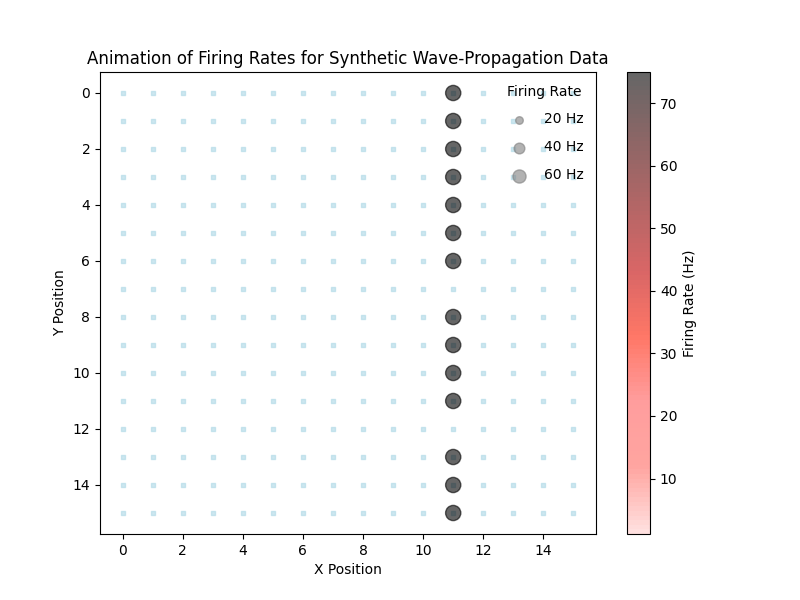 Animation of Firing Rates for Synthetic Wave-Propagation Data
Firing Rate
20 Hz
40 Hz
60 Hz
Y Position
0
2
4
6
8
10
12
14
0 2 4 6 8 10 12 14
X Position
70
60
50
40
30
20
10
Firing Rate (Hz)